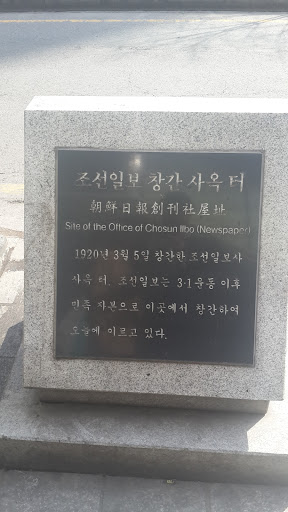 조선일보 창간 사옥 터
朝鮮日報創刊社屋址
Site of the Office of Chosun Ilbo (Newspaper)
1920년 3월 5일 창간한 조선일보사
사옥 터. 조선일보는 3·1운동 이후
민족 자본으로 이곳에서 창간하여
오늘에 이르고 있다.